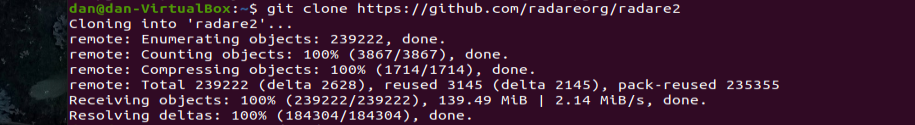 dan@dan-VirtualBox:~$ git clone https://github.com/radareorg/radare2
Cloning into 'radare2'...
remote: Enumerating objects: 239222, done.
remote: Counting objects: 100% (3867/3867), done.
remote: Compressing objects: 100% (1714/1714), done.
remote: Total 239222 (delta 2628), reused 3145 (delta 2145), pack-reused 235355
Receiving objects: 100% (239222/239222), 139.49 MiB | 2.14 MiB/s, done.
Resolving deltas: 100% (184304/184304), done.